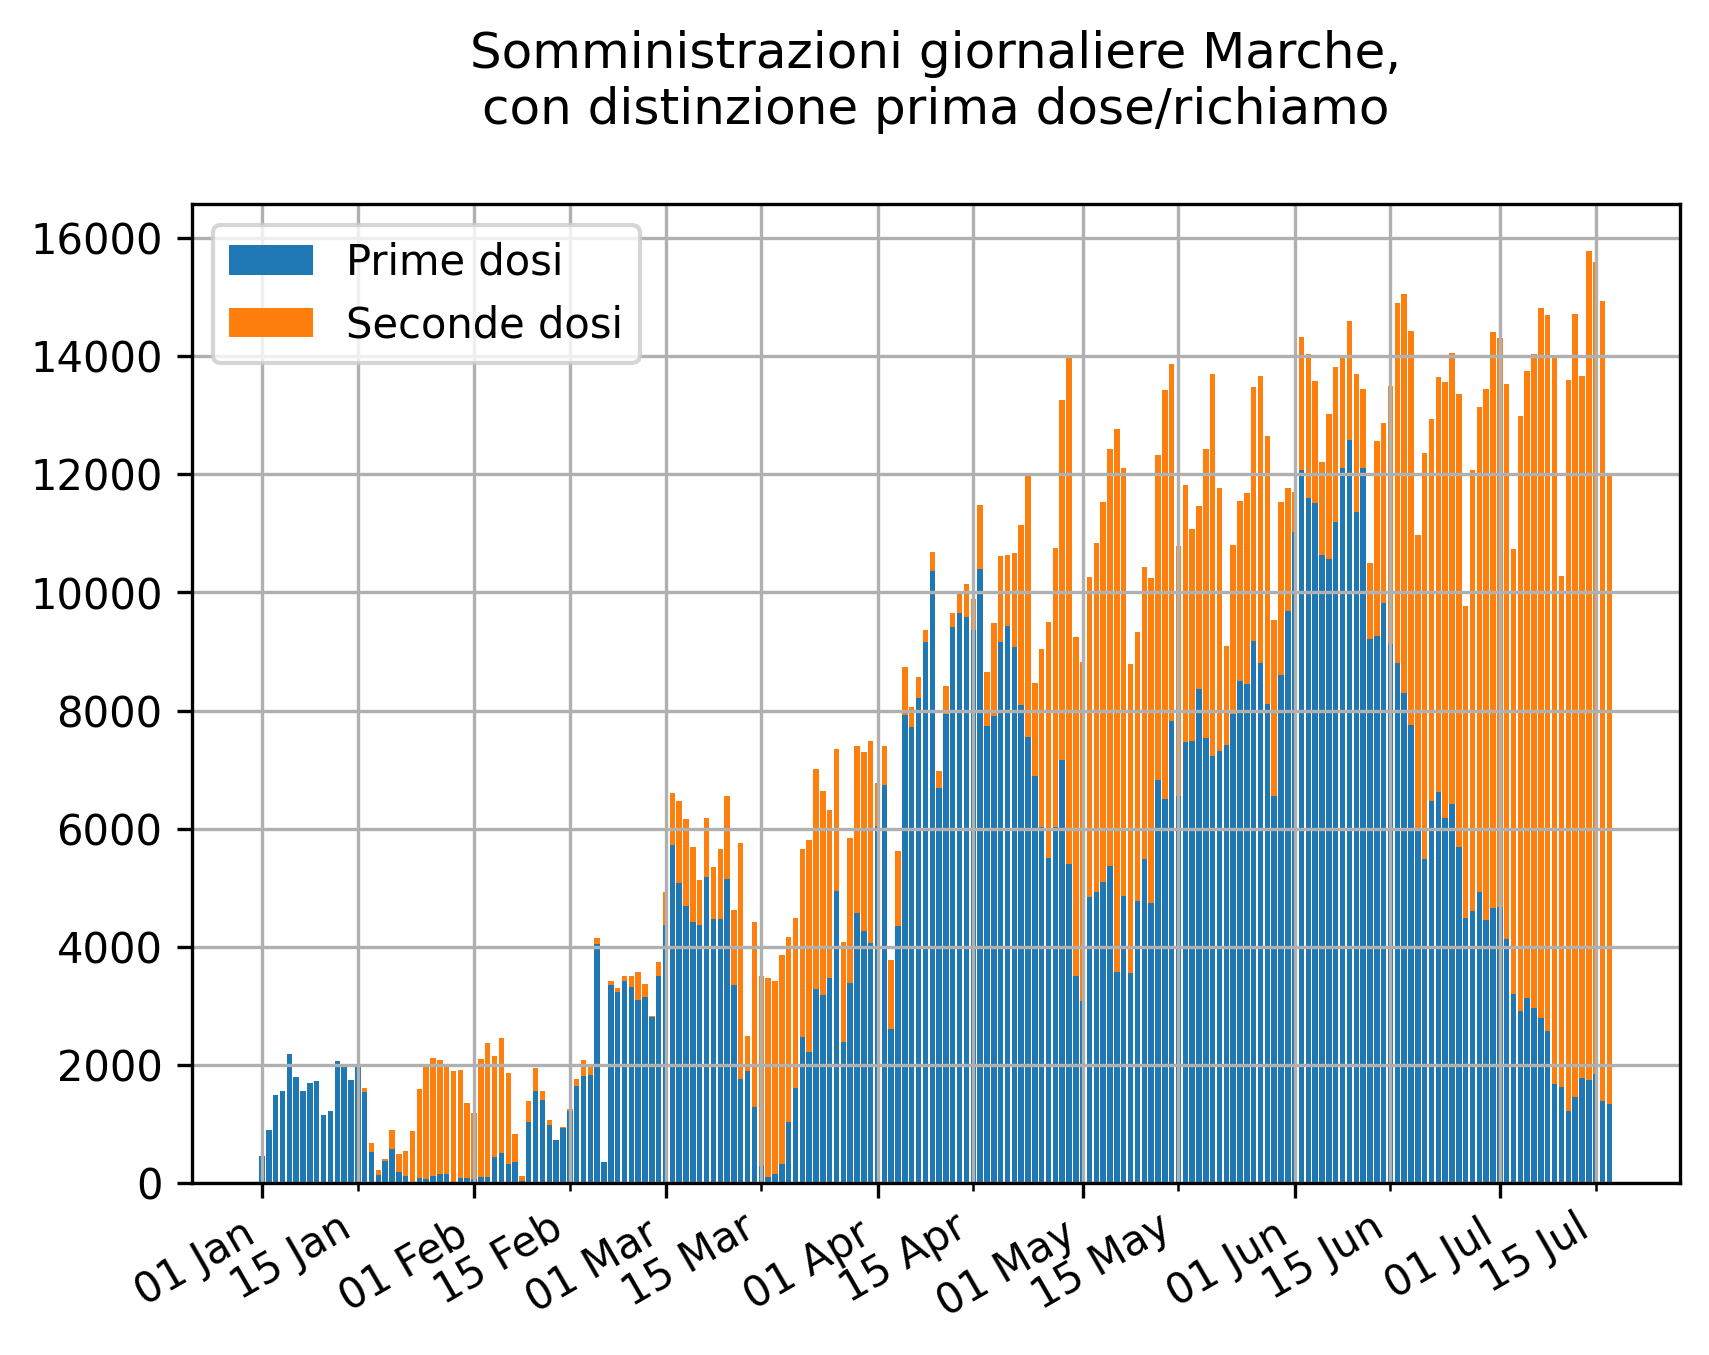 Somministrazioni giornaliere Marche,
con distinzione prima dose/richiamo
Prime dosi
Seconde dosi
16000
14000
12000
10000
8000
6000
4000
2000
0
01 Jan
15 Jan
01 Feb
15 Feb
01 Mar
15 Mar
01 Apr
15 Apr
01 May
15 May
01 Jun
15 Jun
01 Jul
15 Jul